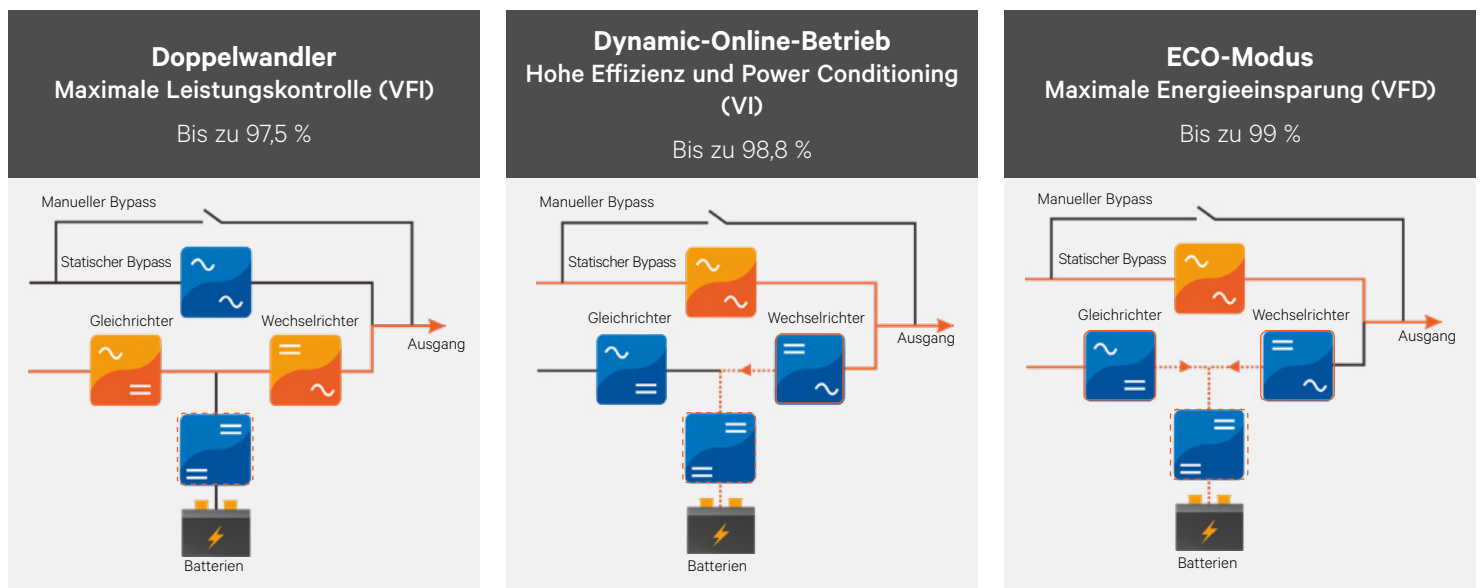 Doppelwandler
Maximale Leistungskontrolle (VFI)
Bis zu 97,5 %
Manueller Bypass
Statischer Bypass
Gleichrichter
Wechselrichter
Ausgang
Batterien
Dynamic-Online-Betrieb
Hohe Effizienz und Power Conditioning
(VI)
Bis zu 98,8 %
Manueller Bypass
Statischer Bypass
Gleichrichter
Wechselrichter
Ausgang
Batterien
ECO-Modus
Maximale Energieeinsparung (VFD)
Bis zu 99 %
Manueller Bypass
Statischer Bypass
Gleichrichter
Wechselrichter
Ausgang
Batterien